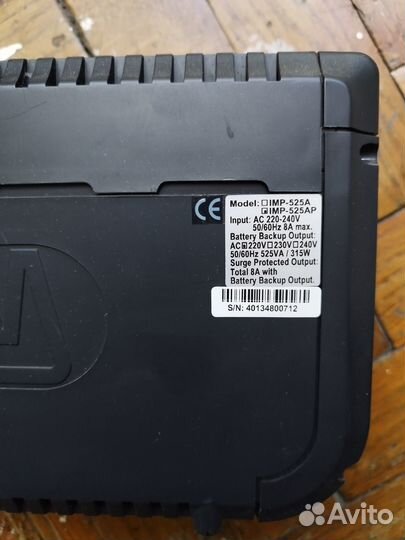 Model: ☐IMP-525A
☑IMP-525AP
Input: AC 220-240V
50/60Hz 8A max.
Battery Backup Output:
AC☑220V☐230V☐240V
50/60Hz 525VA / 315W
Surge Protected Output:
Total 8A with
Battery Backup Output.
CE
S/N: 40134800712
Avito